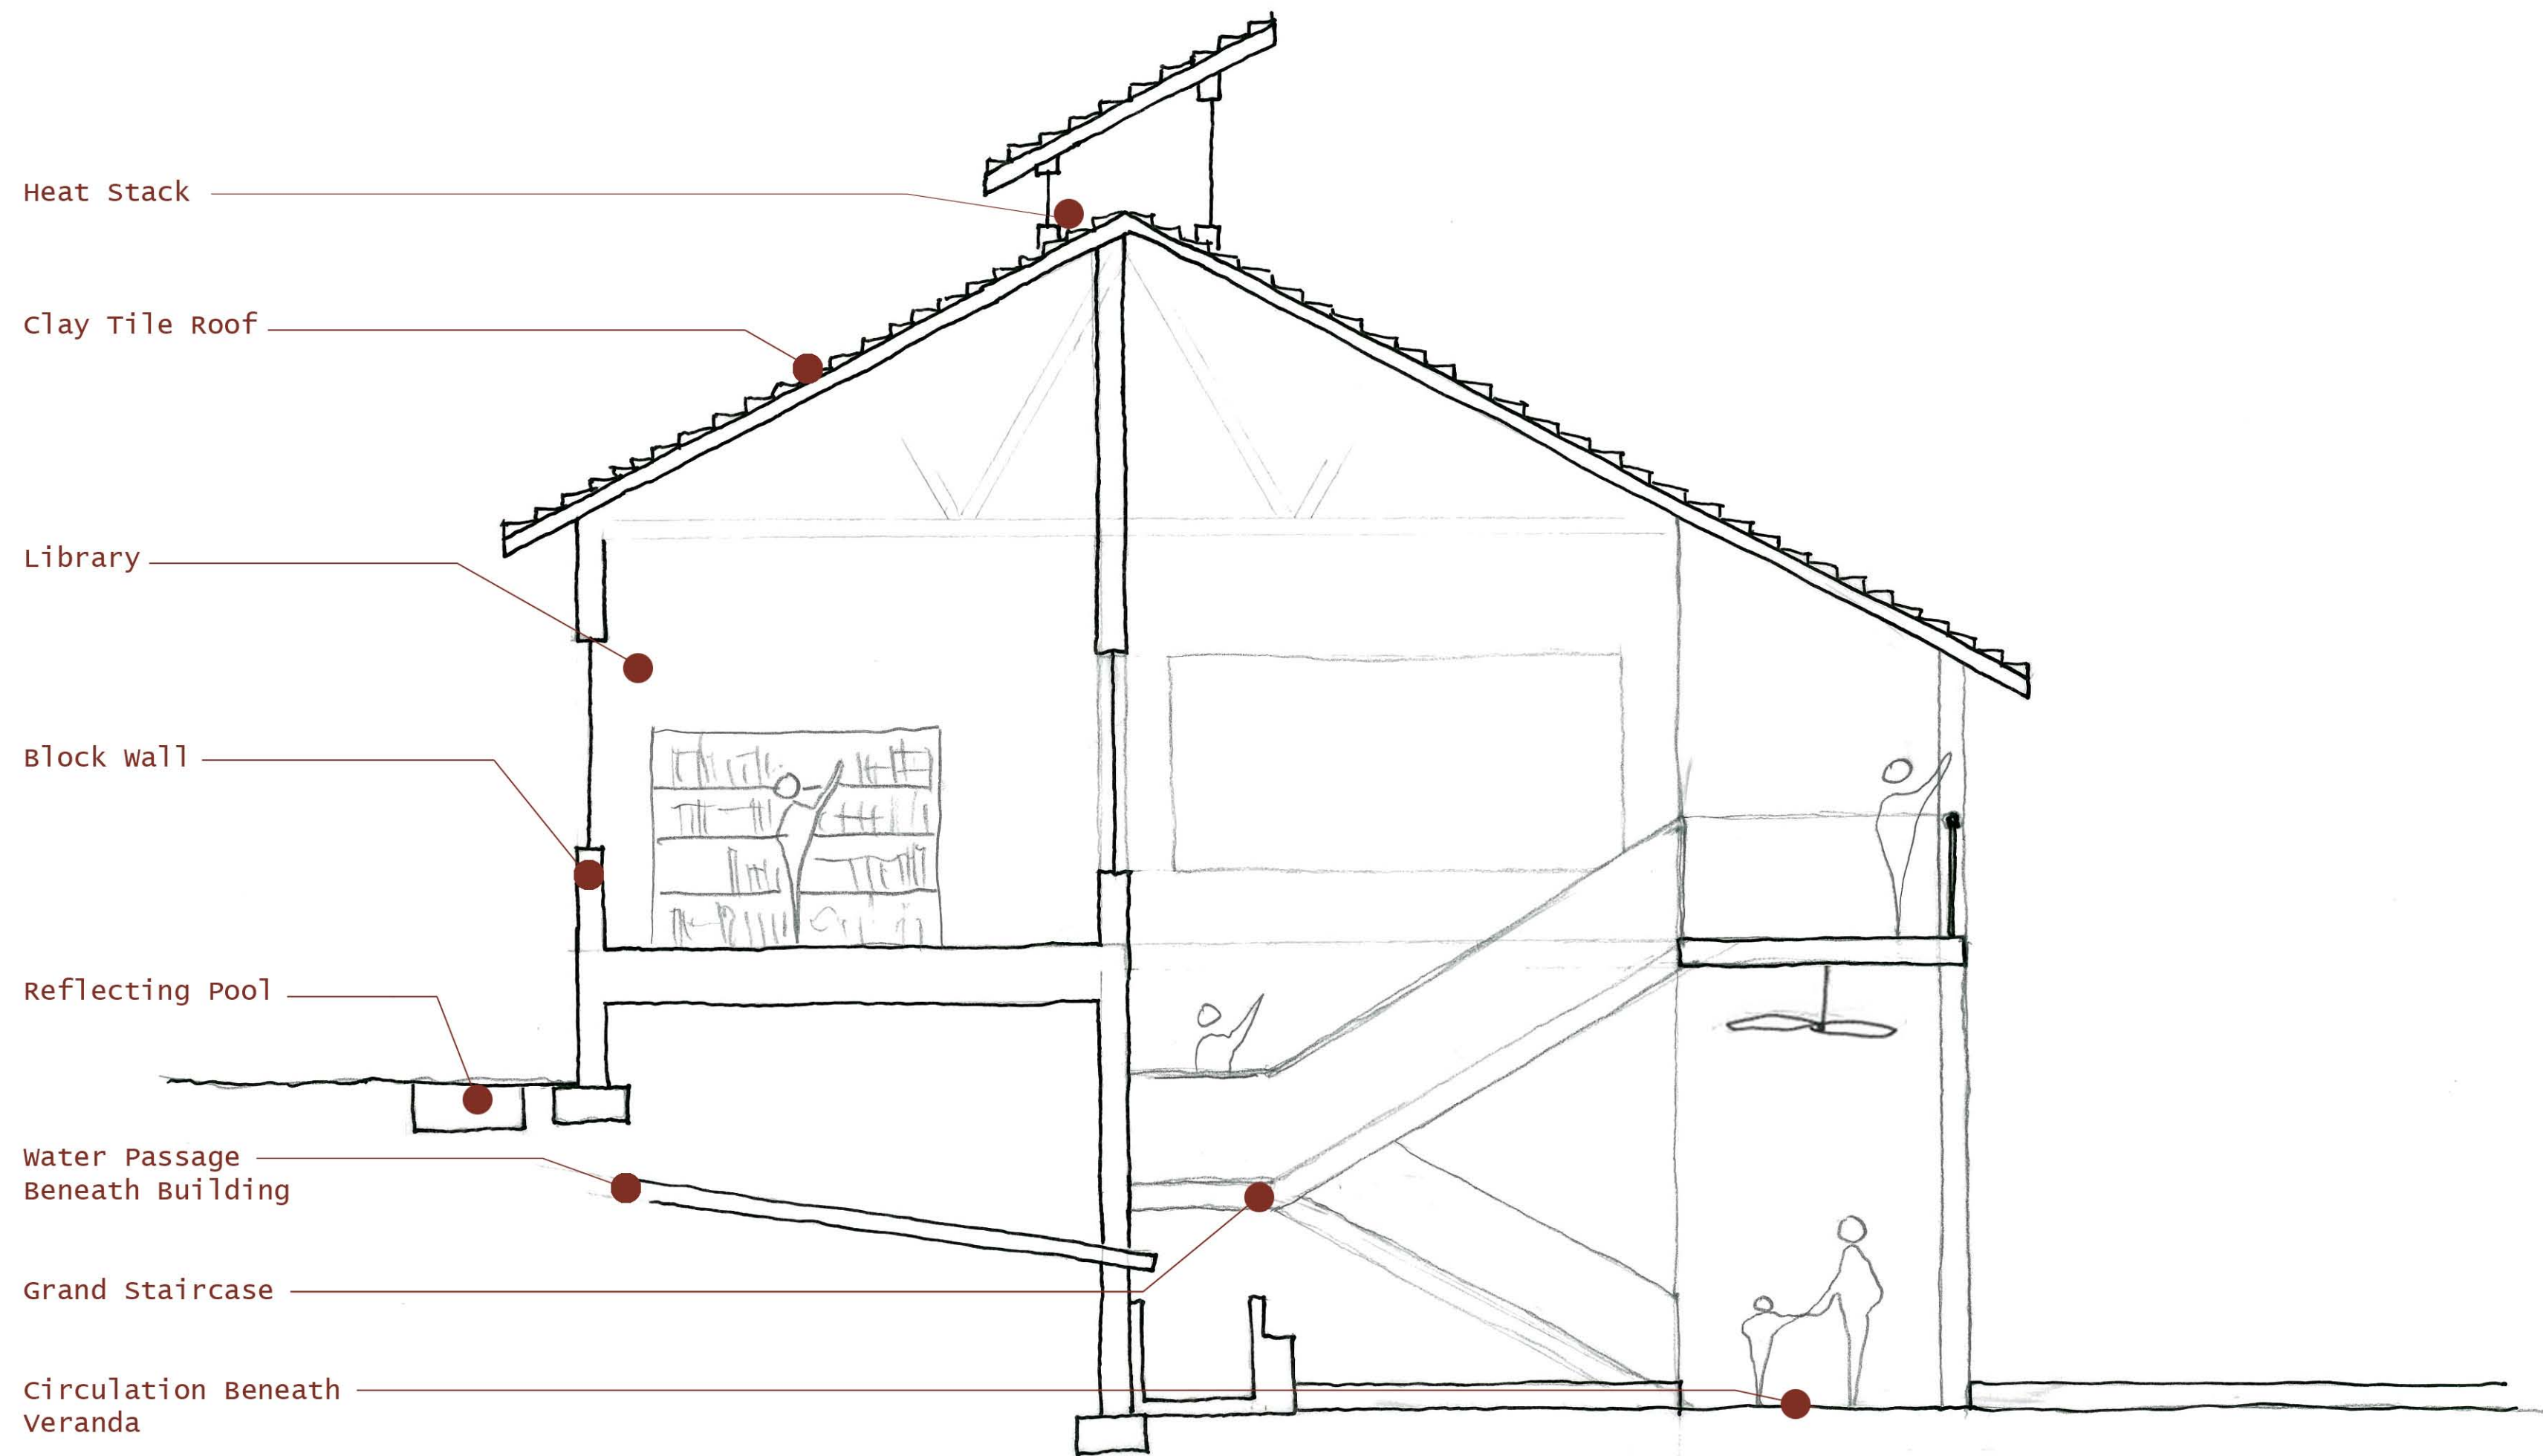 Heat Stack
Clay Tile Roof
Library
Block Wall
Reflecting Pool
Water Passage
Beneath Building
Grand Staircase
Circulation Beneath
Veranda